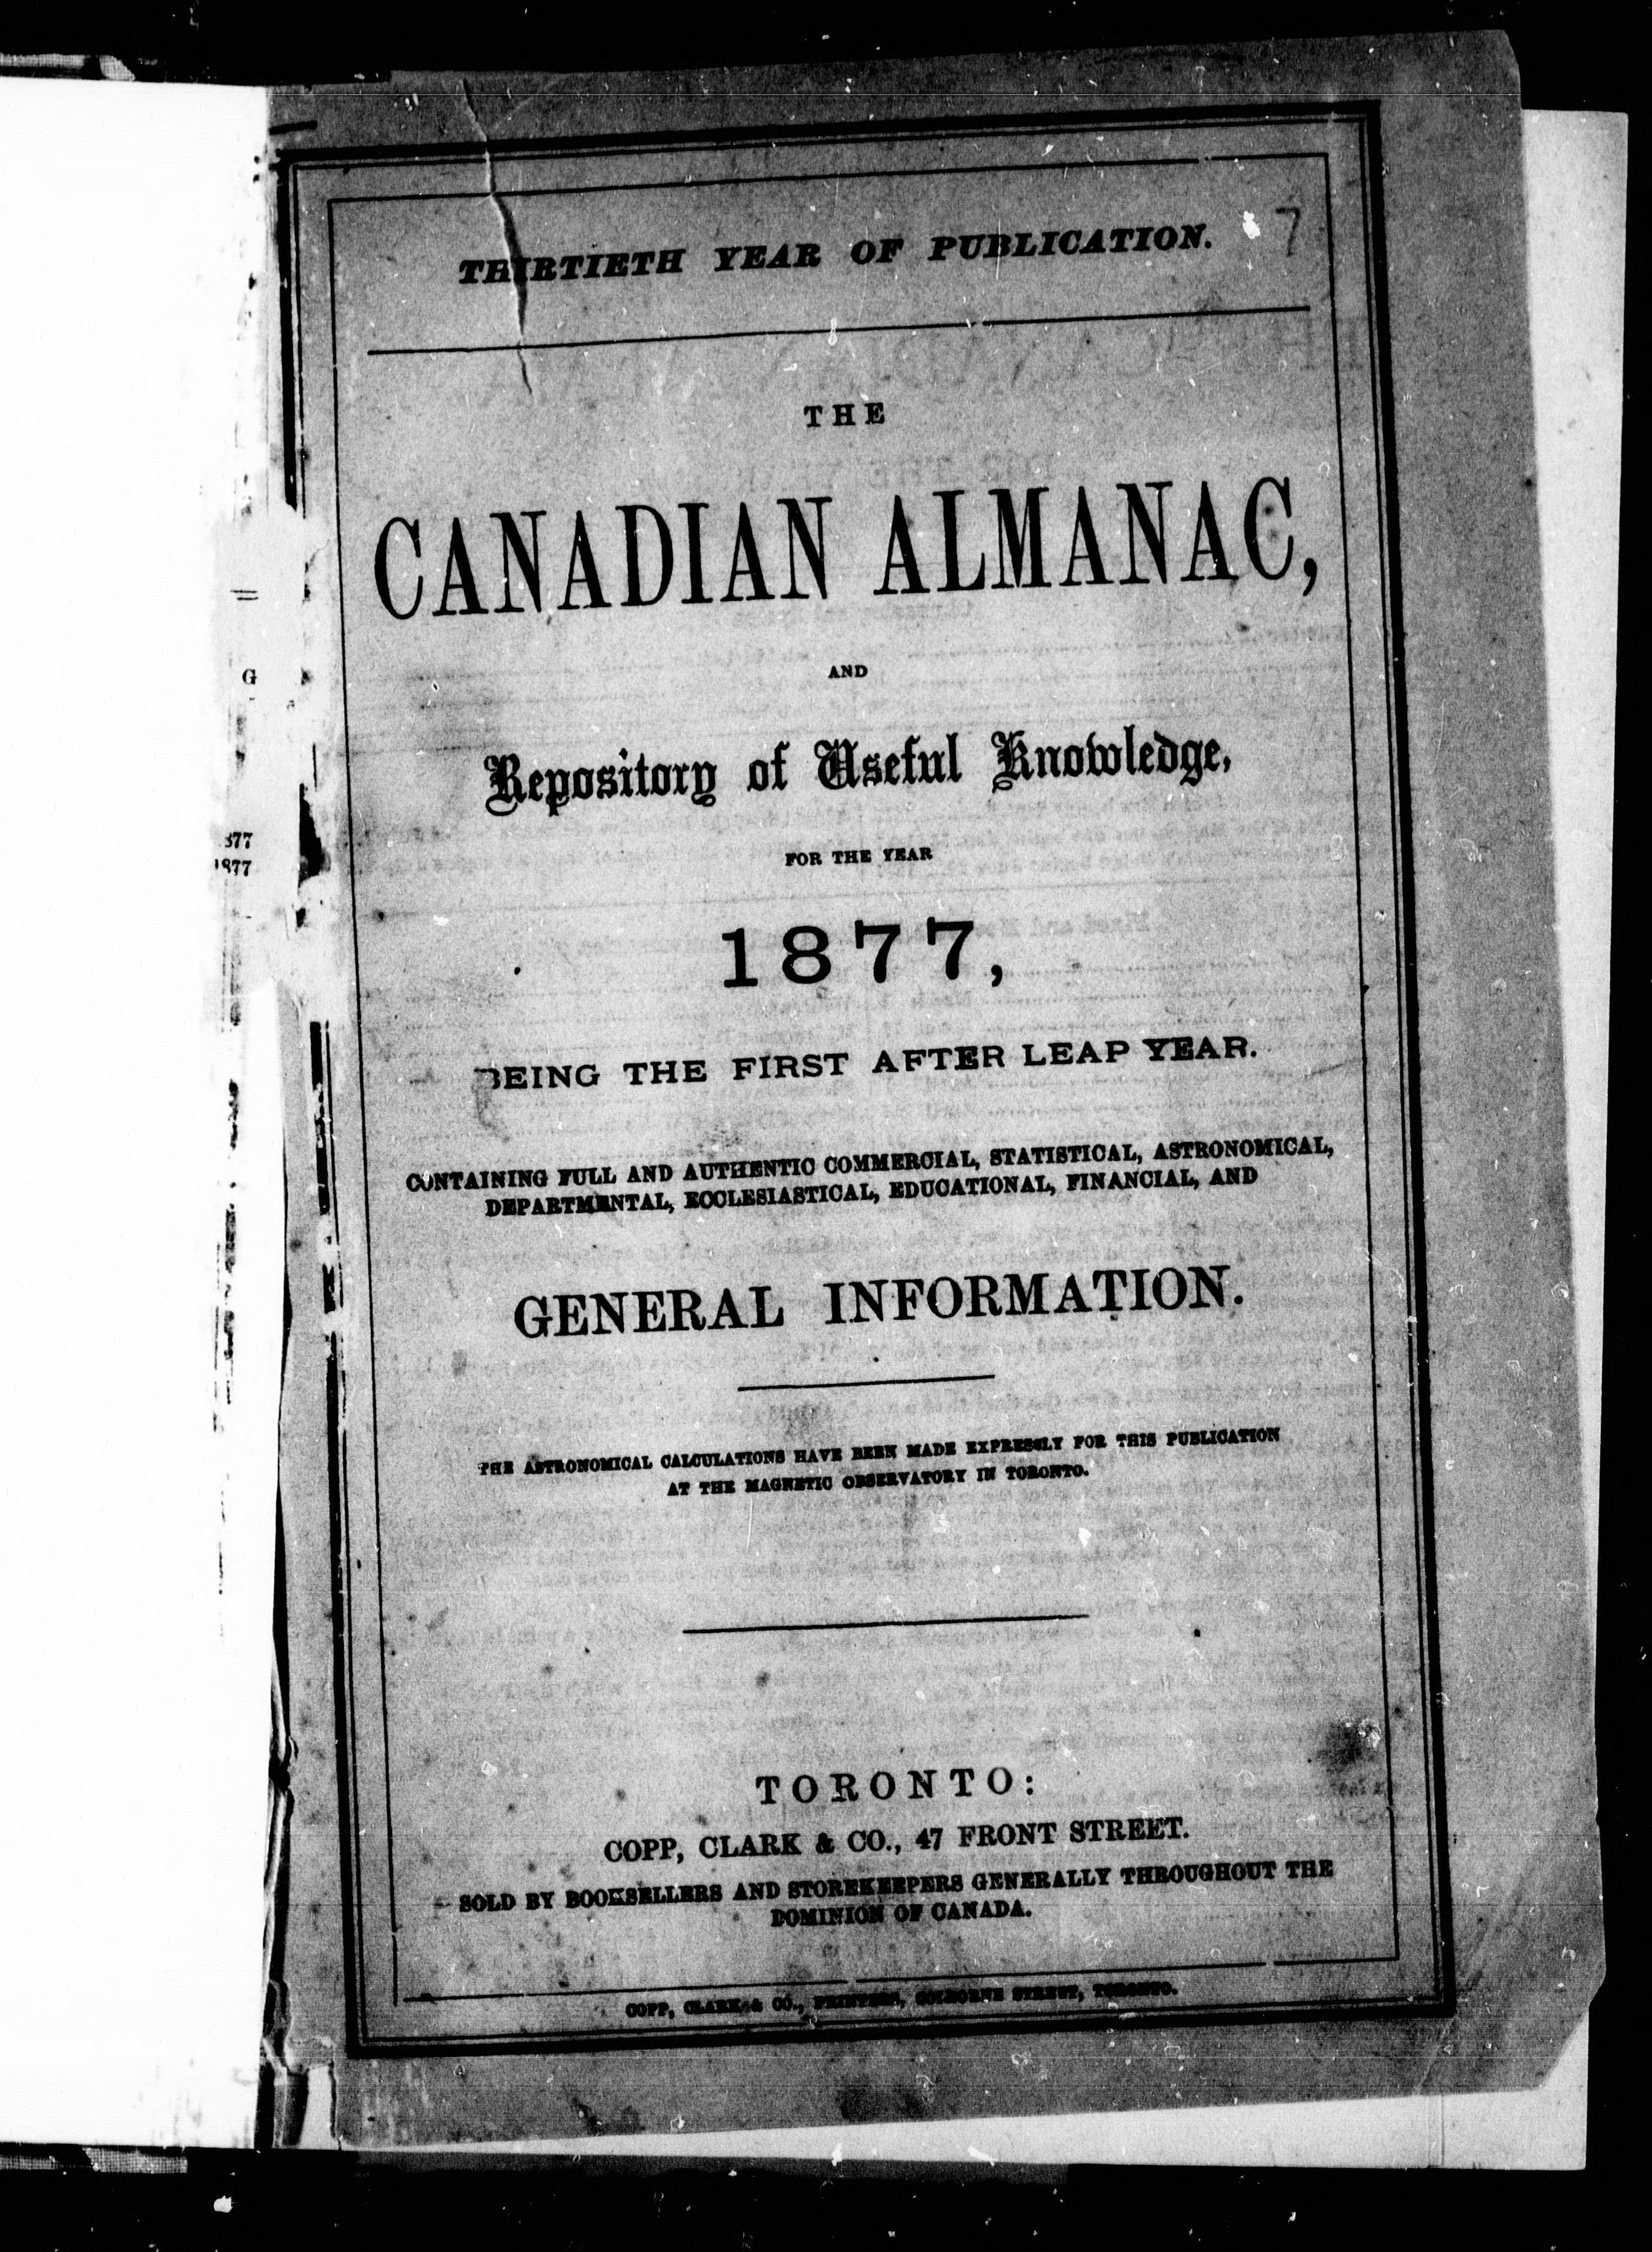 THIRTIETH YEAR OF PUBLICATION.
7
THE
CANADIAN ALMANAC,
AND
Repository of Useful Knowledge,
FOR THE YEAR
1877,
BEING THE FIRST AFTER LEAP YEAR.
CONTAINING FULL AND AUTHENTIC COMMERCIAL, STATISTICAL, ASTRONOMICAL,
DEPARTMENTAL, ECCLESIASTICAL, EDUCATIONAL, FINANCIAL, AND
GENERAL INFORMATION.
THE ASTRONOMICAL CALCULATIONS HAVE BEEN MADE EXPRESSLY FOR THIS PUBLICATION
AT THE MAGNETIC OBSERVATORY IN TORONTO.
TORONTO:
COPP, CLARK & CO., 47 FRONT STREET.
SOLD BY BOOKSELLERS AND STOREKEEPERS GENERALLY THROUGHOUT THE
DOMINION OF CANADA.
COPP, CLARK & CO., PRINTERS, COLBORNE STREET, TORONTO.
G
377
1877